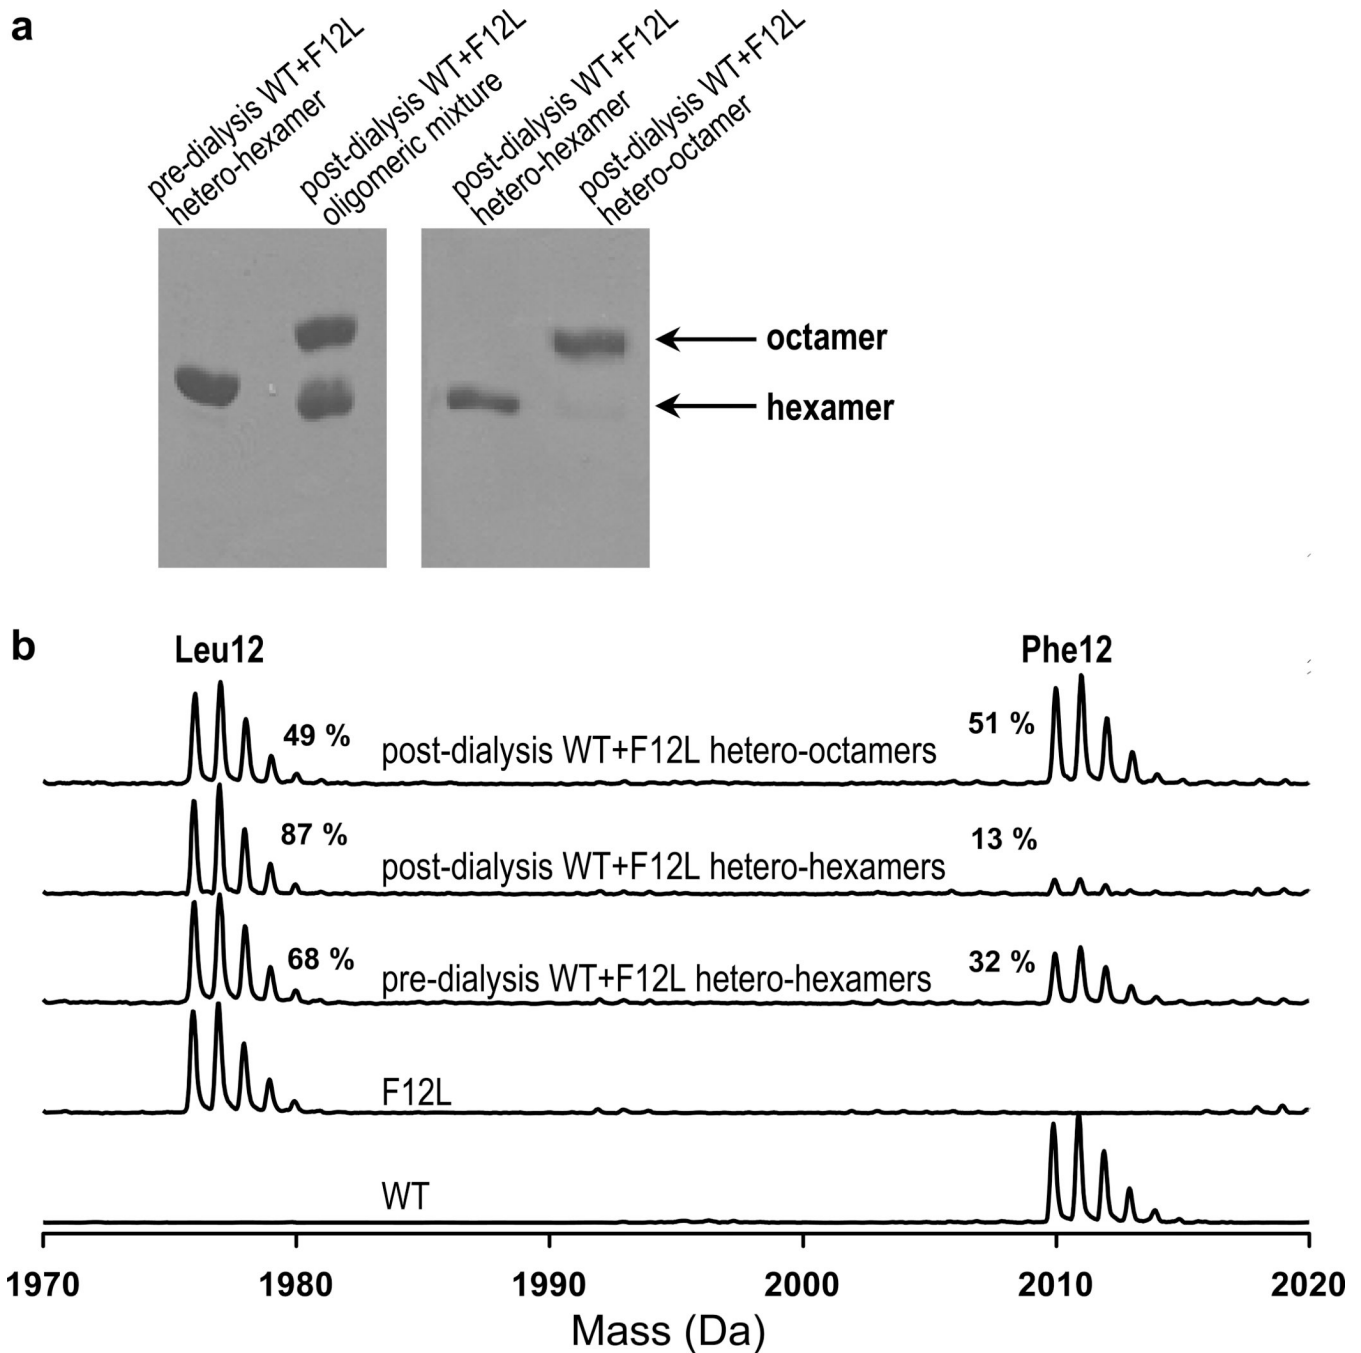 a
pre-dialysis WT+F12L
hetero-hexamer
post-dialysis WT+F12L
oligomeric mixture
post-dialysis WT+F12L
hetero-hexamer
post-dialysis WT+F12L
hetero-octamer
octamer
hexamer
b
Leu12
Phe12
49 %
post-dialysis WT+F12L hetero-octamers
51 %
87 %
post-dialysis WT+F12L hetero-hexamers
13 %
68 %
pre-dialysis WT+F12L hetero-hexamers
32 %
F12L
WT
1970 1980 1990 2000 2010 2020
Mass (Da)